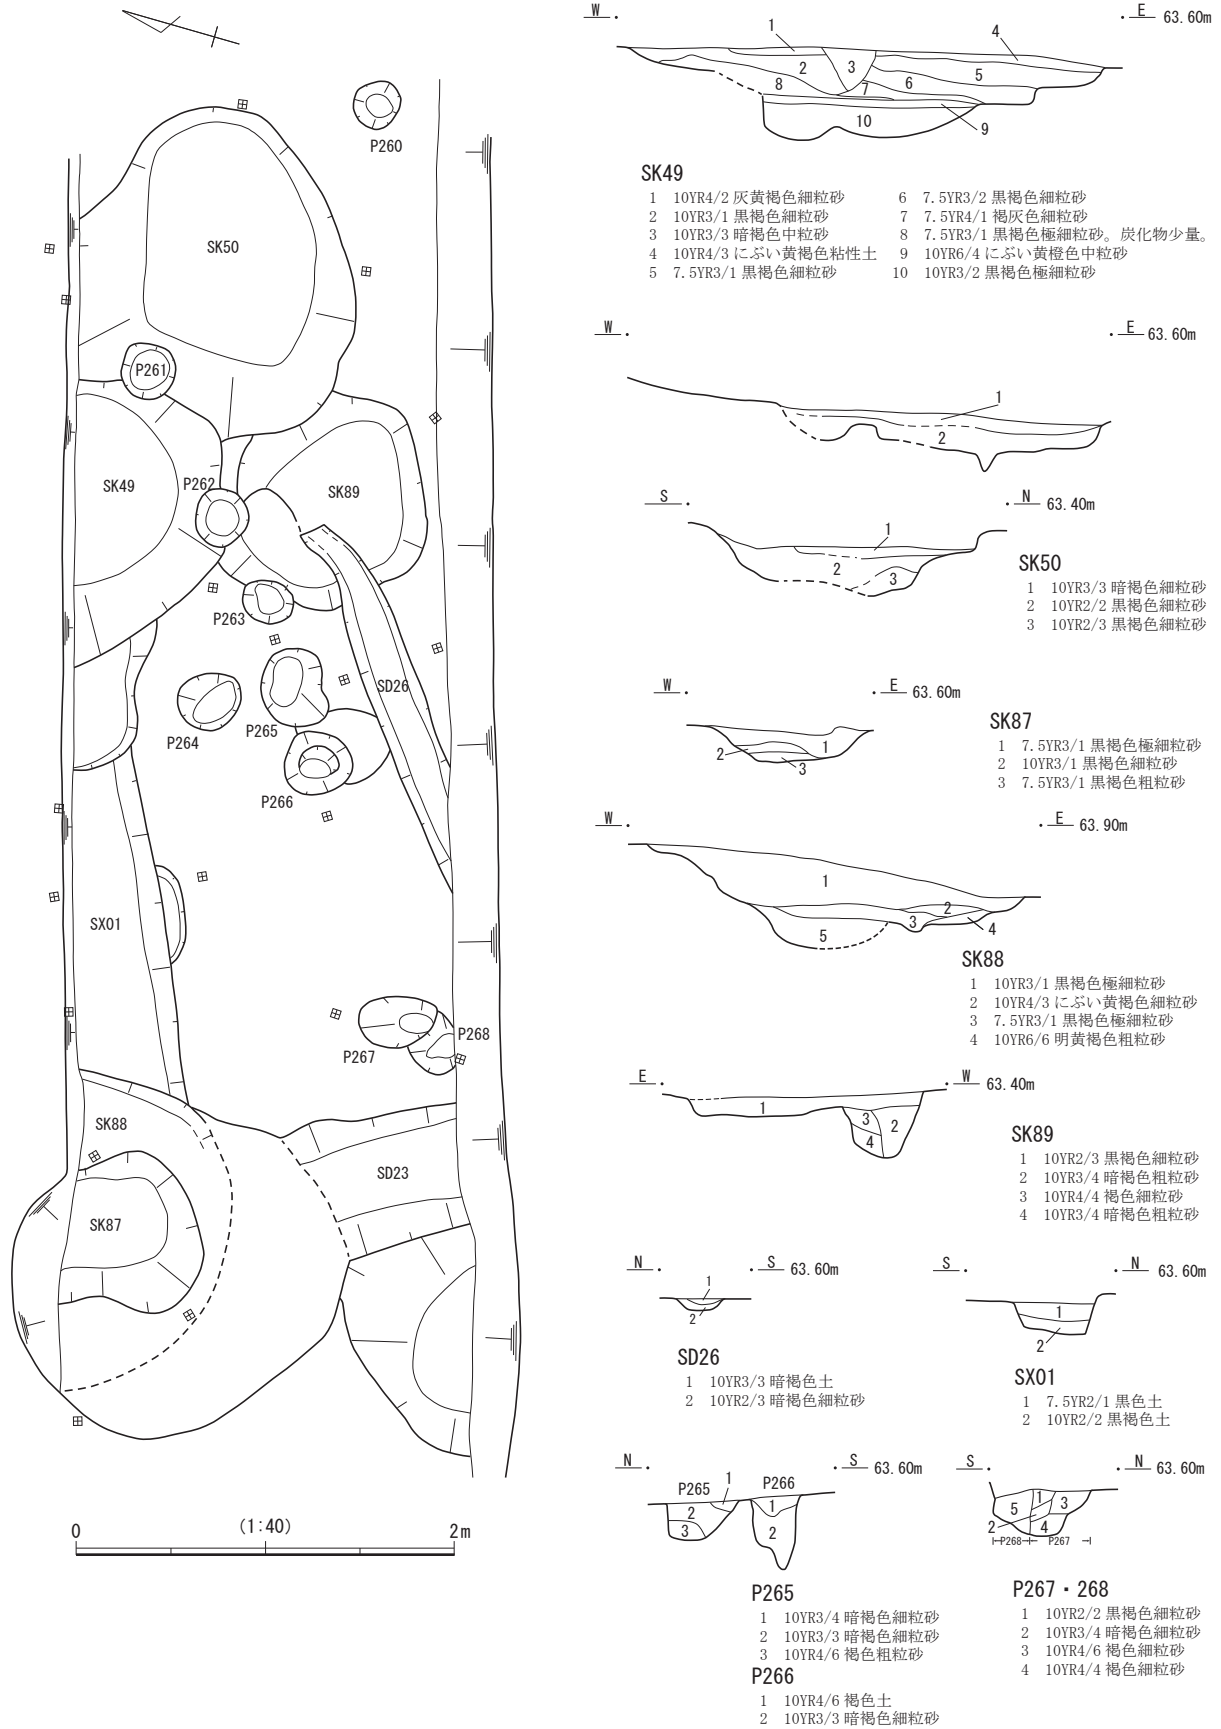 P260
SK50
P261
SK49
P262
SK89
P263
SD26
P264
P265
P266
SX01
P267
P268
SK88
SD23
SK87
0
(1:40)
2m
W
E 63.60m
1
4
2
3
5
6
7
8
10
9
SK49
1 10YR4/2 灰黄褐色細粒砂
2 10YR3/1 黒褐色細粒砂
3 10YR3/3 暗褐色中粒砂
4 10YR4/3 にぶい黄褐色粘性土
5 7.5YR3/1 黒褐色細粒砂
6 7.5YR3/2 黒褐色細粒砂
7 7.5YR4/1 褐灰色細粒砂
8 7.5YR3/1 黒褐色極細粒砂。炭化物少量。
9 10YR6/4 にぶい黄橙色中粒砂
10 10YR3/2 黒褐色極細粒砂
W
E 63.60m
1
2
S
N 63.40m
1
2
3
SK50
1 10YR3/3 暗褐色細粒砂
2 10YR2/2 黒褐色細粒砂
3 10YR2/3 黒褐色細粒砂
W
E 63.60m
1
2
3
SK87
1 7.5YR3/1 黒褐色極細粒砂
2 10YR3/1 黒褐色細粒砂
3 7.5YR3/1 黒褐色粗粒砂
W
E 63.90m
1
2
3
4
5
SK88
1 10YR3/1 黒褐色極細粒砂
2 10YR4/3 にぶい黄褐色細粒砂
3 7.5YR3/1 黒褐色極細粒砂
4 10YR6/6 明黄褐色粗粒砂
E
W 63.40m
1
3
2
4
SK89
1 10YR2/3 黒褐色細粒砂
2 10YR3/4 暗褐色粗粒砂
3 10YR4/4 褐色細粒砂
4 10YR3/4 暗褐色粗粒砂
N
S 63.60m
1
2
SD26
1 10YR3/3 暗褐色土
2 10YR2/3 暗褐色細粒砂
S
N 63.60m
1
2
SX01
1 7.5YR2/1 黒色土
2 10YR2/2 黒褐色土
N
S 63.60m
P265
1
P266
2
3
1
2
P265
1 10YR3/4 暗褐色細粒砂
2 10YR3/3 暗褐色細粒砂
3 10YR4/6 褐色粗粒砂
P266
1 10YR4/6 褐色土
2 10YR3/3 暗褐色細粒砂
S
N 63.60m
5
1
3
2
4
P268
P267
P267・268
1 10YR2/2 黒褐色細粒砂
2 10YR3/4 暗褐色細粒砂
3 10YR4/6 褐色細粒砂
4 10YR4/4 褐色細粒砂